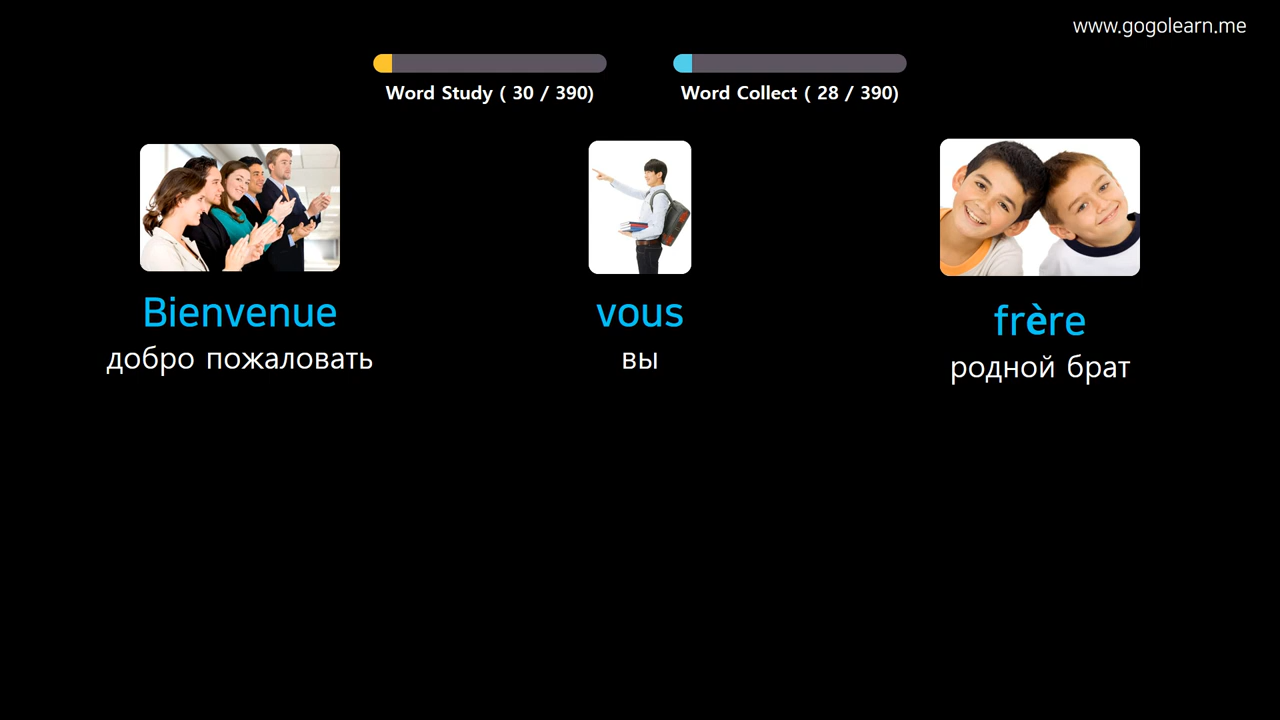 www.gogolearn.me
Word Study ( 30 / 390)
Word Collect ( 28 / 390)
Bienvenue
добро пожаловать
vous
вы
frère
родной брат